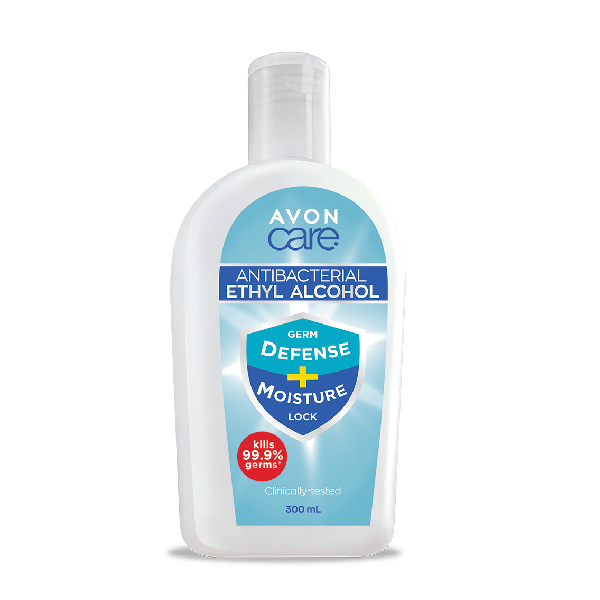 AVON
care
ANTIBACTERIAL
ETHYL ALCOHOL
GERM
DEFENSE
+
MOISTURE
LOCK
kills
99.9%
germs*
Clinically-tested
300 mL